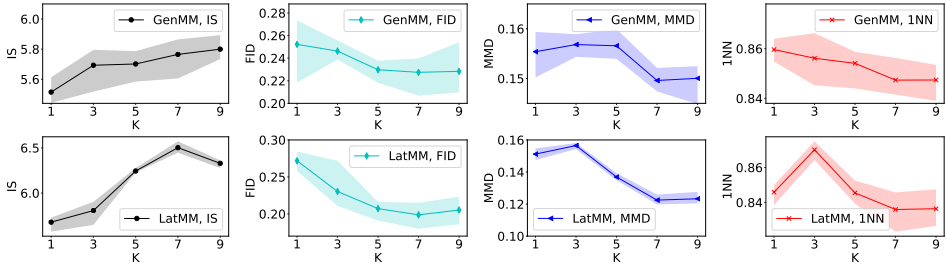 IS
6.0
5.8
5.6
GenMM, IS
1 3 5 7 9
K
FID
0.28
0.26
0.24
0.22
0.20
GenMM, FID
1 3 5 7 9
K
MMD
0.16
0.15
GenMM, MMD
1 3 5 7 9
K
1NN
0.86
0.84
GenMM, 1NN
1 3 5 7 9
K
IS
6.5
6.0
LatMM, IS
1 3 5 7 9
K
FID
0.30
0.25
0.20
LatMM, FID
1 3 5 7 9
K
MMD
0.16
0.14
0.12
0.10
LatMM, MMD
1 3 5 7 9
K
1NN
0.86
0.84
LatMM, 1NN
1 3 5 7 9
K